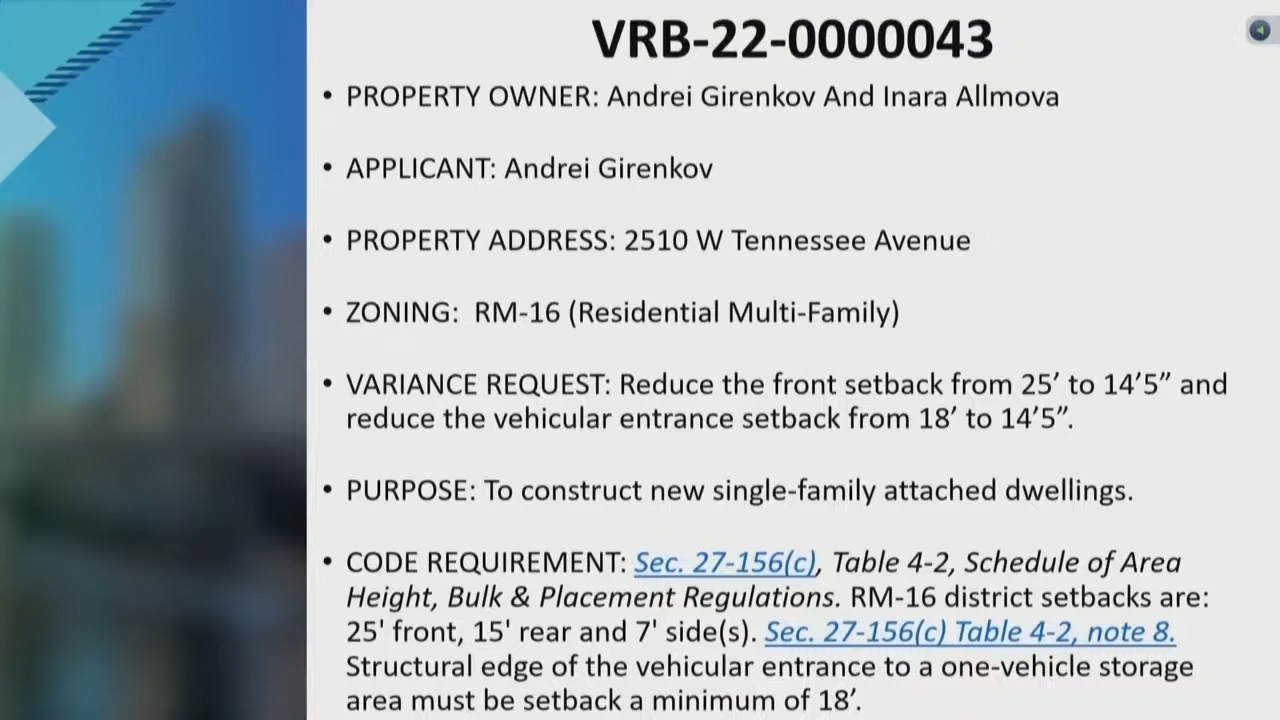 VRB-22-0000043
• PROPERTY OWNER: Andrei Girenkov And Inara Allmova
• APPLICANT: Andrei Girenkov
• PROPERTY ADDRESS: 2510 W Tennessee Avenue
• ZONING: RM-16 (Residential Multi-Family)
• VARIANCE REQUEST: Reduce the front setback from 25’ to 14’5” and
reduce the vehicular entrance setback from 18’ to 14’5”.
• PURPOSE: To construct new single-family attached dwellings.
• CODE REQUIREMENT: Sec. 27-156(c), Table 4-2, Schedule of Area
Height, Bulk & Placement Regulations. RM-16 district setbacks are:
25' front, 15' rear and 7' side(s). Sec. 27-156(c) Table 4-2, note 8.
Structural edge of the vehicular entrance to a one-vehicle storage
area must be setback a minimum of 18’.